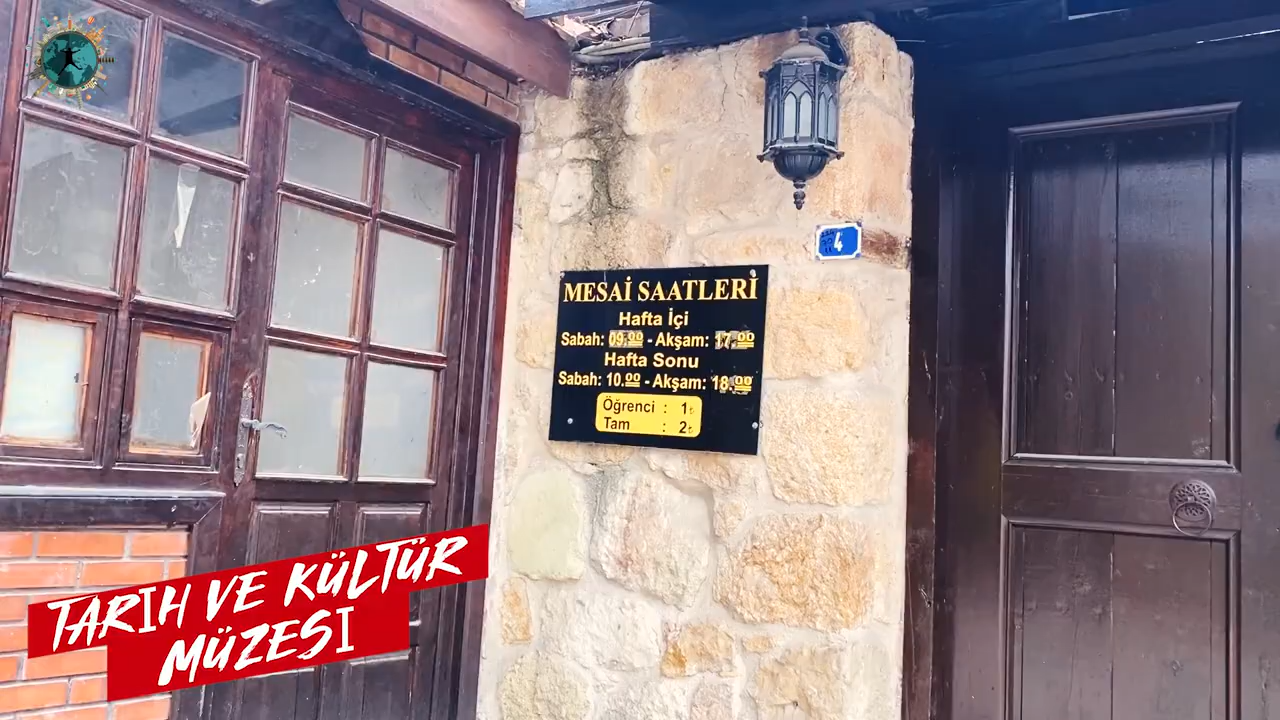 4
MESAİ SAATLERİ
Hafta İçi
Sabah: 09.00 - Akşam: 17.00
Hafta Sonu
Sabah: 10.00 - Akşam: 18.00
Öğrenci : 1₺
Tam : 2₺
TARIH VE KÜLTÜR
MÜZESI